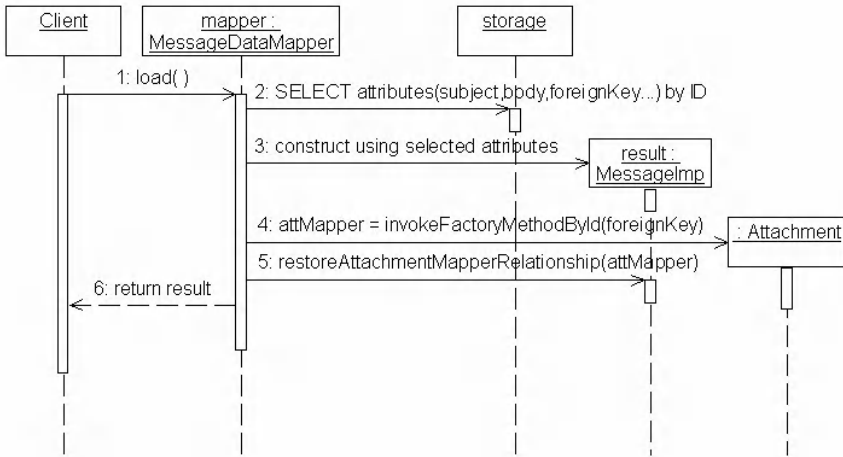 Client
mapper :
MessageDataMapper
storage
1: load( )
2: SELECT attributes(subject,body,foreignKey...) by ID
3: construct using selected attributes
result :
MessageImp
4: attMapper = invokeFactoryMethodById(foreignKey)
: Attachment
5: restoreAttachmentMapperRelationship(attMapper)
6: return result